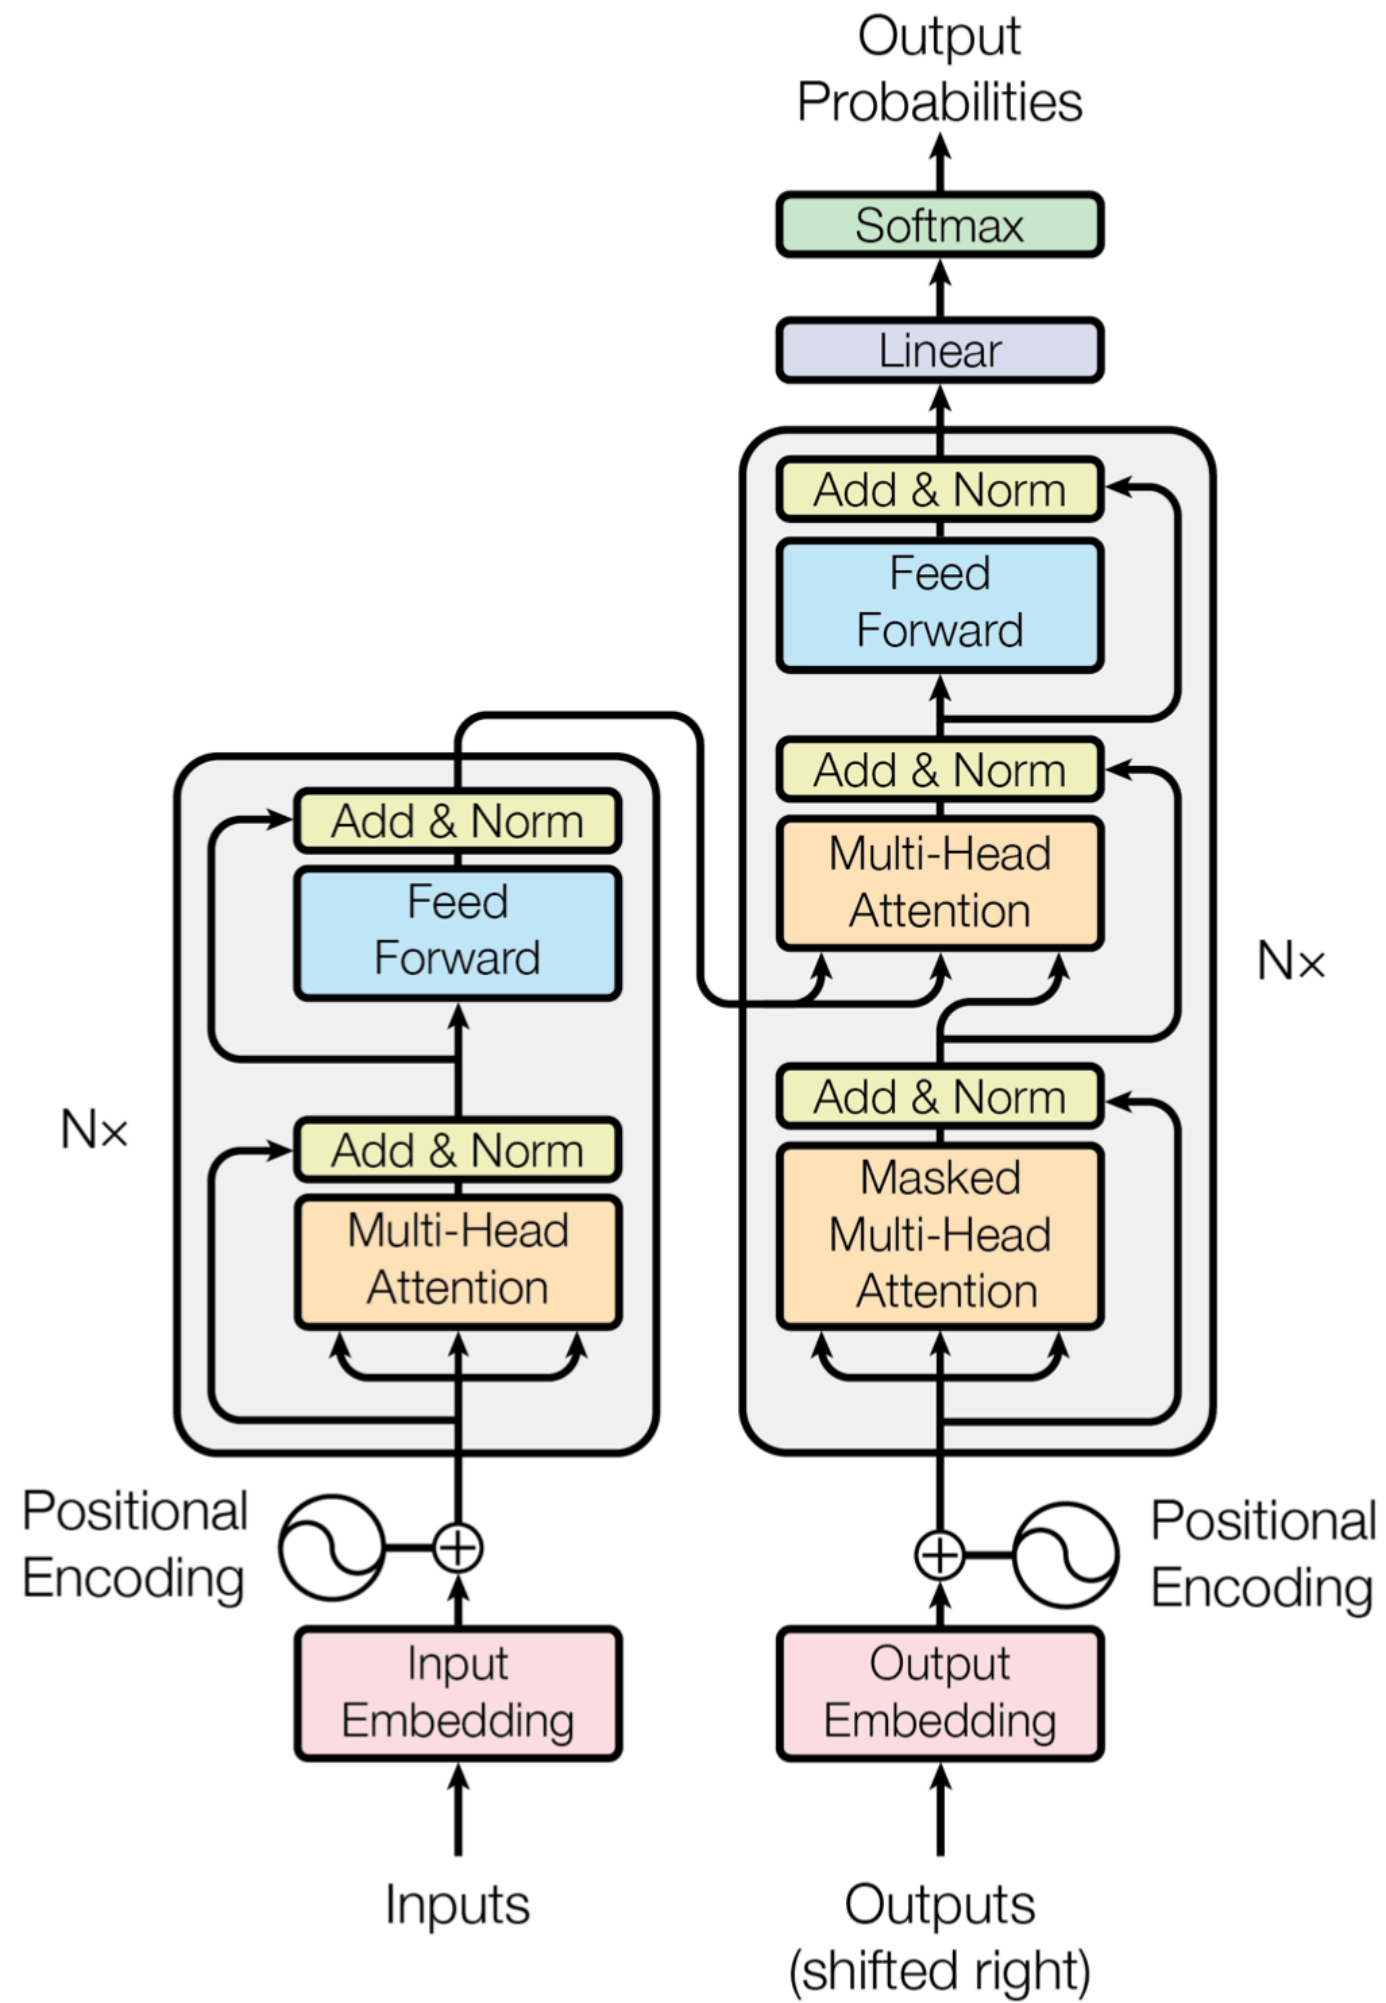 Output
Probabilities
Softmax
Linear
Add & Norm
Feed
Forward
Add & Norm
Multi-Head
Attention
Nx
Add & Norm
Masked
Multi-Head
Attention
Add & Norm
Feed
Forward
Nx
Add & Norm
Multi-Head
Attention
Positional
Encoding
Positional
Encoding
Input
Embedding
Output
Embedding
Inputs
Outputs
(shifted right)